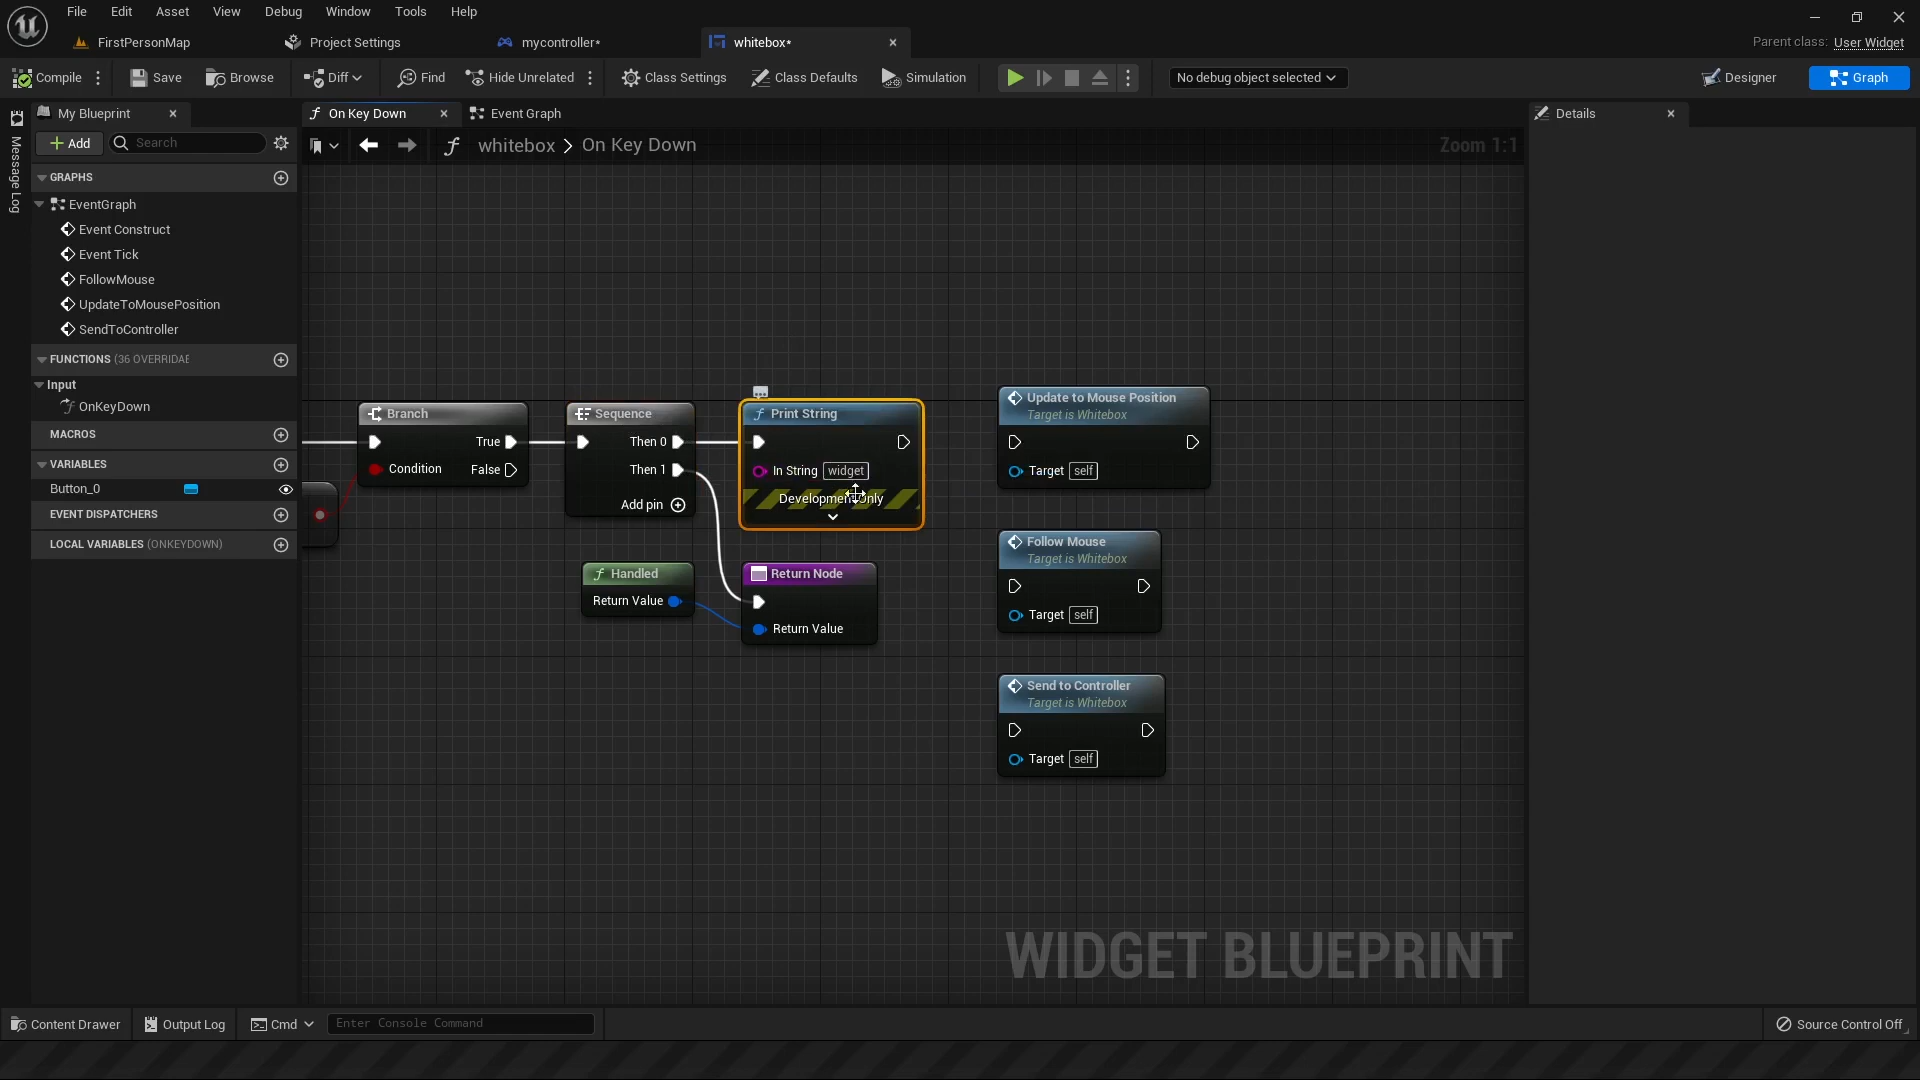 File Edit Asset View Debug Window Tools Help
FirstPersonMap
Project Settings
mycontroller*
whitebox*
Parent class: User Widget
Compile
Save
Browse
Diff
Find
Hide Unrelated
Class Settings
Class Defaults
Simulation
No debug object selected
Designer
Graph
Message Log
My Blueprint
Add
Search
GRAPHS
EventGraph
Event Construct
Event Tick
FollowMouse
UpdateToMousePosition
SendToController
FUNCTIONS (36 OVERRIDAE
Input
OnKeyDown
MACROS
VARIABLES
Button_0
EVENT DISPATCHERS
LOCAL VARIABLES (ONKEYDOWN)
On Key Down
Event Graph
whitebox > On Key Down
Zoom 1:1
Branch
True
Condition
False
Sequence
Then 0
Then 1
Add pin
Print String
In String widget
Development Only
Handled
Return Value
Return Node
Return Value
Update to Mouse Position
Target is Whitebox
Target self
Follow Mouse
Target is Whitebox
Target self
Send to Controller
Target is Whitebox
Target self
WIDGET BLUEPRINT
Details
Content Drawer
Output Log
Cmd
Enter Console Command
Source Control Off